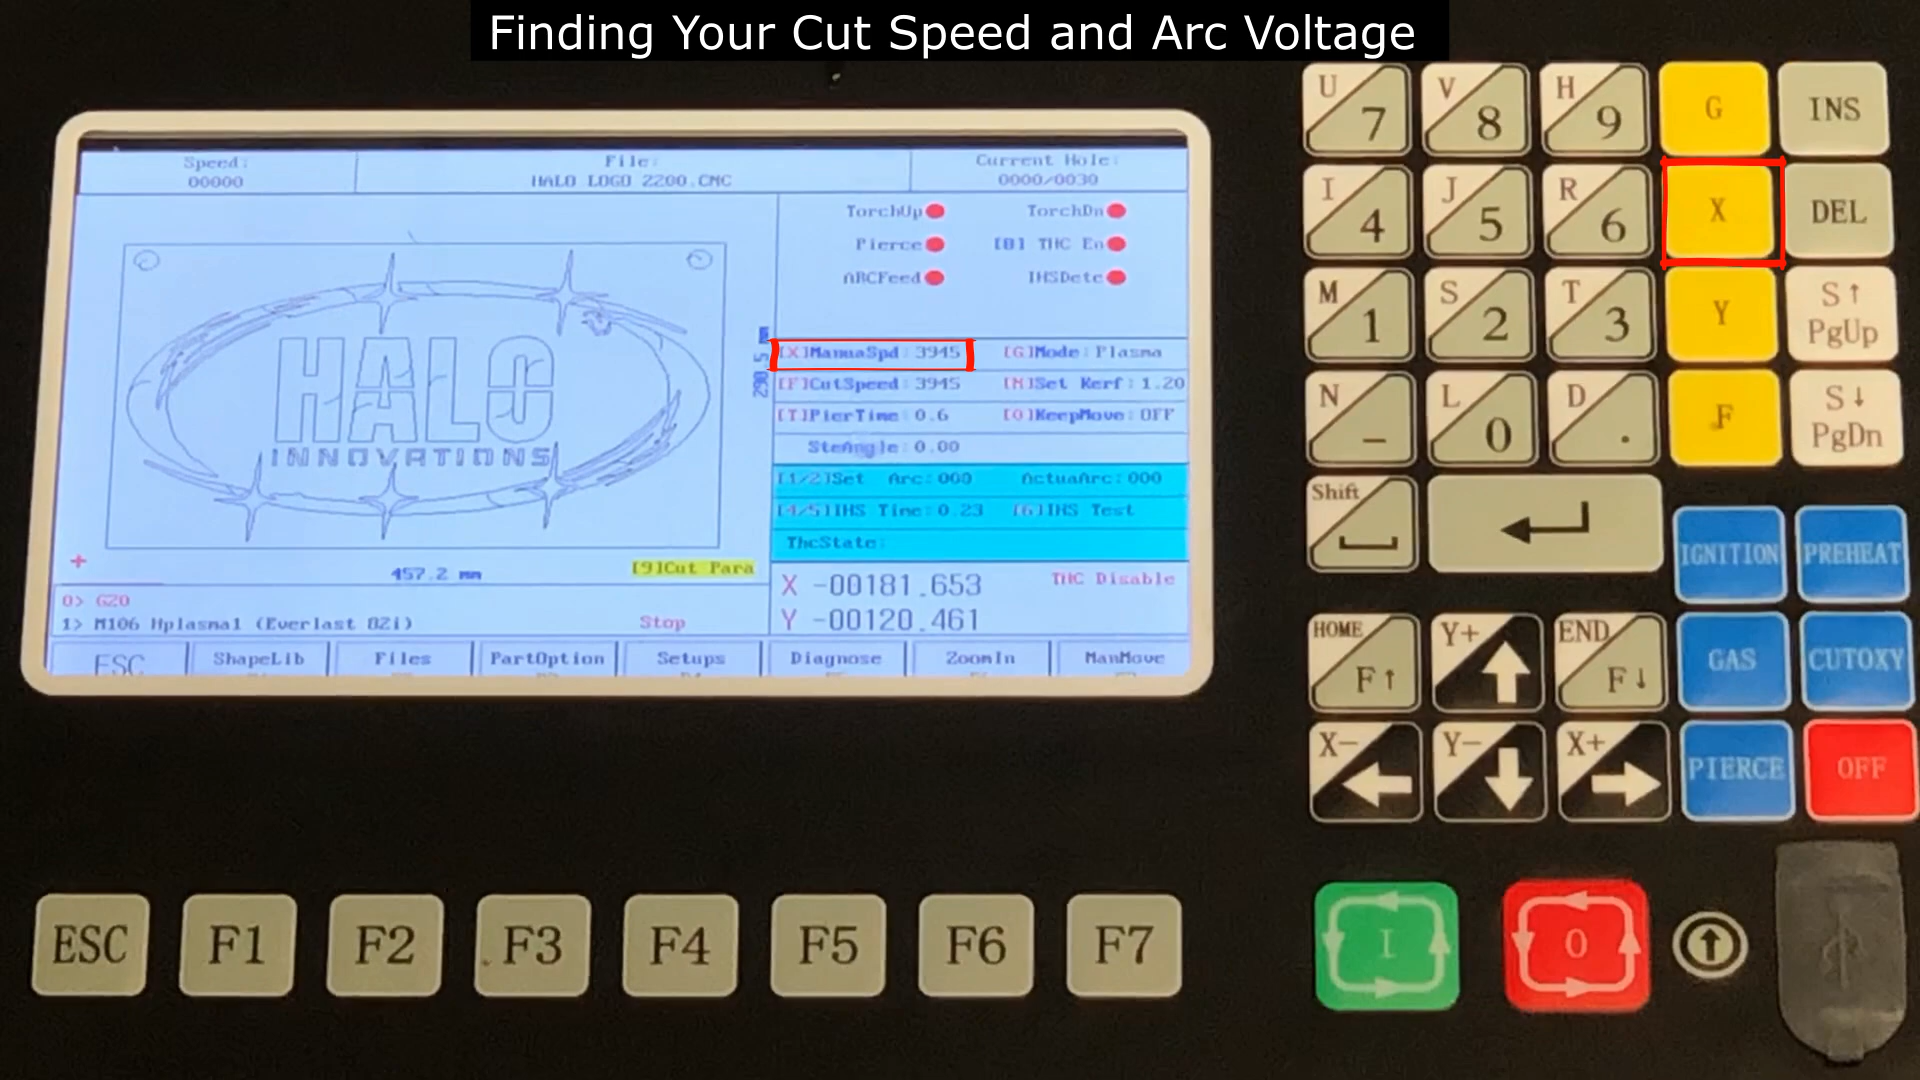 Finding Your Cut Speed and Arc Voltage
Speed:
00000
File:
HALO LOGO 2200.CNC
Current Hole:
0000/0030
TorchUp TorchDn
Pierce [8] THC En
ABCFeed IHSDete
HALO
INNOVATIONS
290.5 mm
457.2 mm
[9]Cut Para
[X]ManuaSpd:3945 [G]Mode:Plasma
[F]CutSpeed:3945 [M]Set Kerf:1.20
[T]PierTime:0.6 [0]KeepMove:OFF
SteAngle:0.00
[1/2]Set Arc:000 ActuaArc:000
[4/5]IHS Time:0.23 [6]IHS Test
ThcState:
X -00181.653 THC Disable
Y -00120.461
0> G20
1> M106 Hplasma1 (Everlast 82i)
Stop
ESC ShapeLib Files PartOption Setups Diagnose ZoomIn ManMove
U 7 V 8 H 9 G INS
I 4 J 5 R 6 X DEL
M 1 S 2 T 3 Y S↑ PgUp
N - L 0 D . F S↓ PgDn
Shift IGNITION PREHEAT
HOME F↑ Y+ END F↓ GAS CUTOXY
X- Y- X+ PIERCE OFF
ESC F1 F2 F3 F4 F5 F6 F7 I O